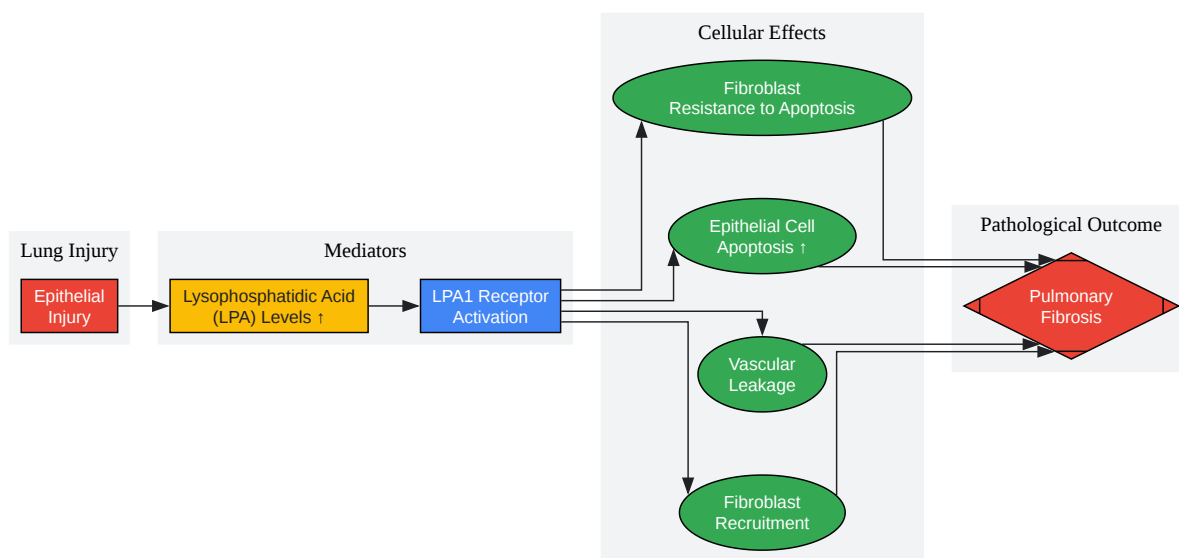 Lung Injury
Epithelial
Injury
Mediators
Lysophosphatidic Acid
(LPA) Levels ↑
LPA1 Receptor
Activation
Cellular Effects
Fibroblast
Resistance to Apoptosis
Epithelial Cell
Apoptosis ↑
Vascular
Leakage
Fibroblast
Recruitment
Pathological Outcome
Pulmonary
Fibrosis